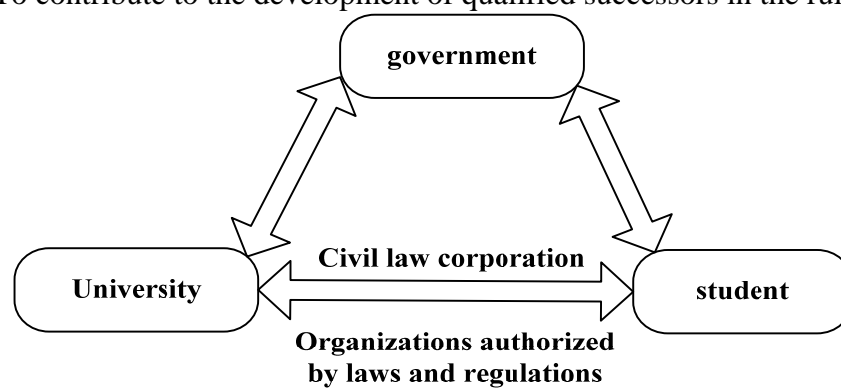 To contribute to the development of qualified successors in the
government
Civil law corporation
University
student
Organizations authorized
by laws and regulations